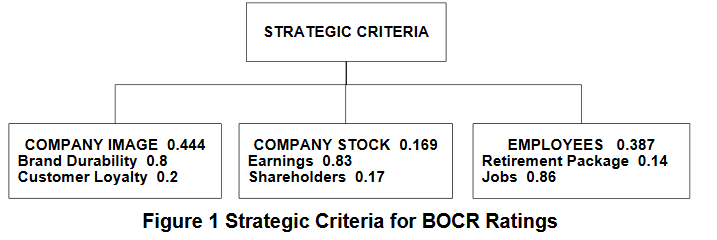 STRATEGIC CRITERIA
COMPANY IMAGE 0.444
Brand Durability 0.8
Customer Loyalty 0.2
COMPANY STOCK 0.169
Earnings 0.83
Shareholders 0.17
EMPLOYEES 0.387
Retirement Package 0.14
Jobs 0.86
Figure 1 Strategic Criteria for BOCR Ratings